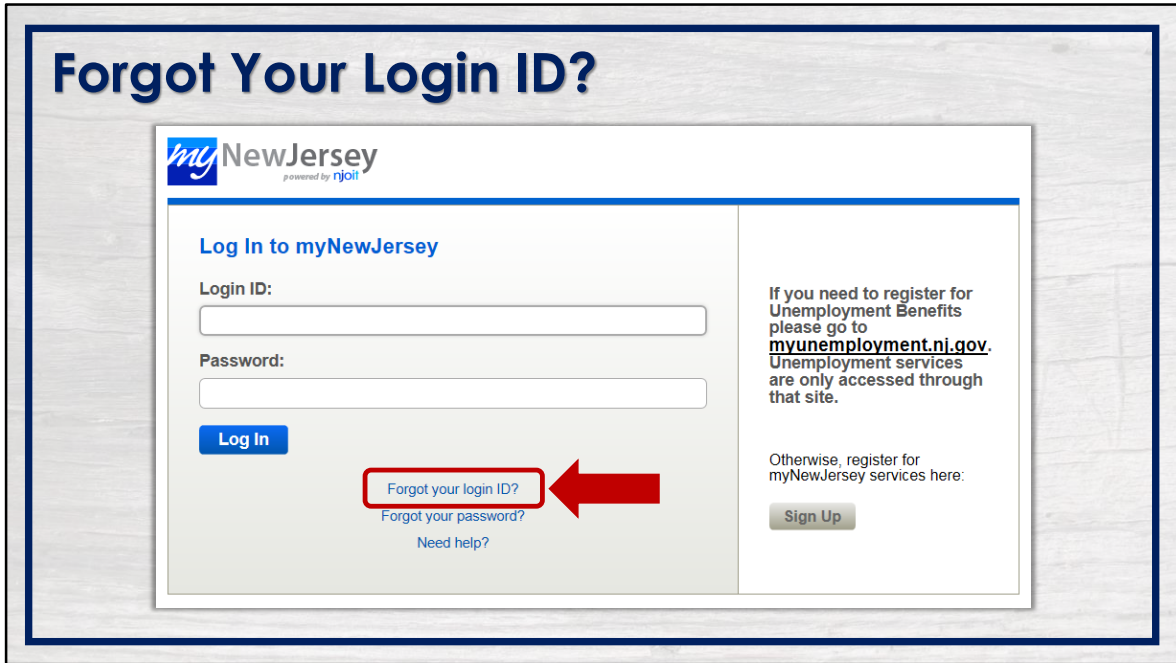 Forgot Your Login ID?
my NewJersey
powered by njoit
Log In to myNewJersey
Login ID:
Password:
Log In
Forgot your login ID?
Forgot your password?
Need help?
If you need to register for
Unemployment Benefits
please go to
myunemployment.nj.gov.
Unemployment services
are only accessed through
that site.
Otherwise, register for
myNewJersey services here:
Sign Up